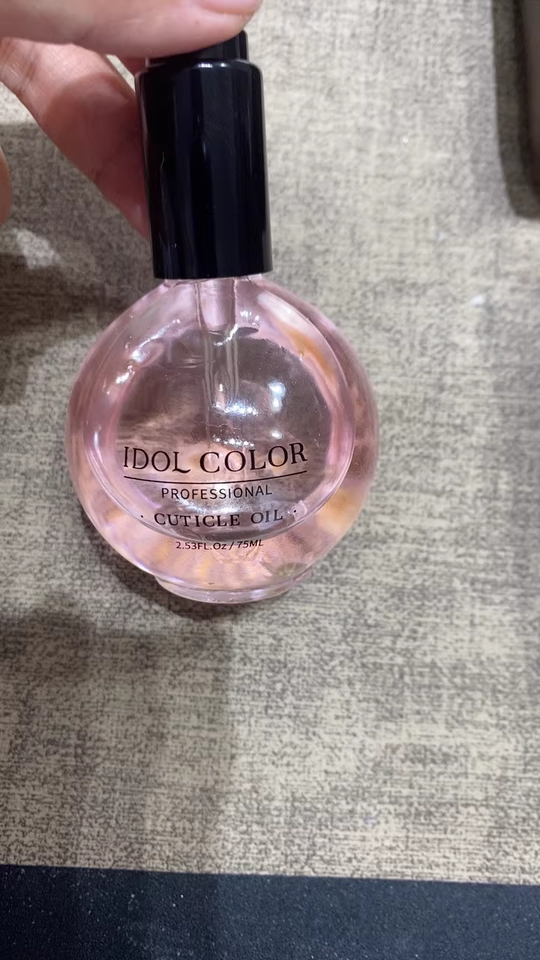 IDOL COLOR
PROFESSIONAL
· CUTICLE OIL ·
2.53FL.Oz / 75ML